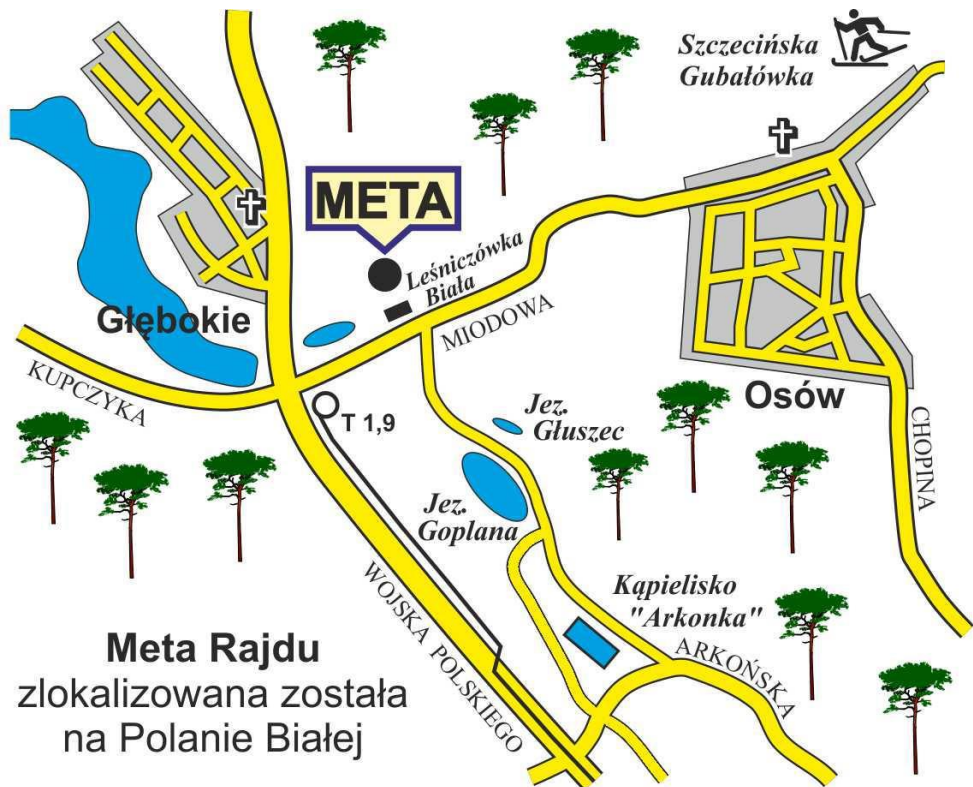 Szczecińska
Gubałówka
META
Leśniczówka
Biała
Głębokie
MIODOWA
KUPCZYKA
Osów
T 1,9
Jez.
Głuszec
CHOPINA
Jez.
Goplana
Kąpielisko
"Arkonka"
WOJSKA POLSKIEGO
ARKOŃSKA
Meta Rajdu
zlokalizowana została
na Polanie Białej